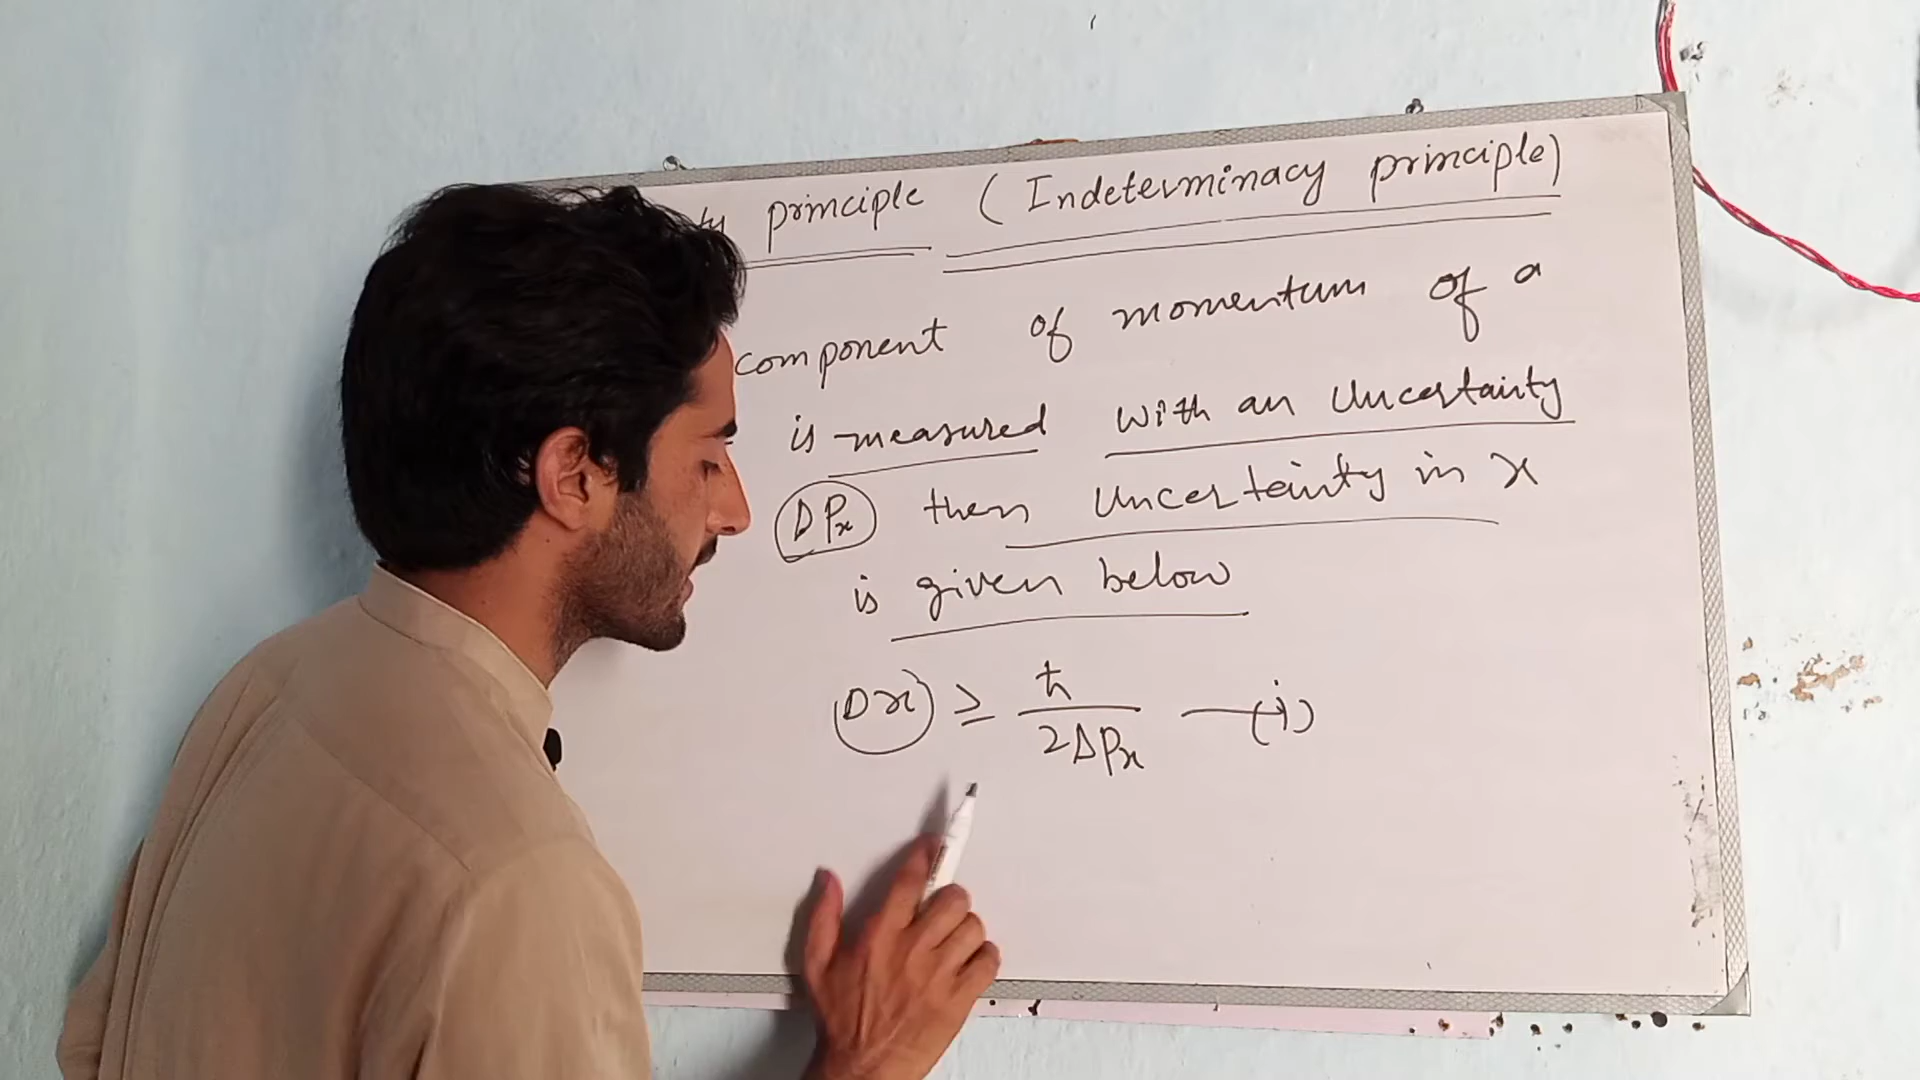 principle (Indeterminacy principle)
component of momentum of a
is measured with an Uncertainty
ΔPx then Uncertainty in x
is given below
Δx ≥ ħ/2ΔPx —(i)